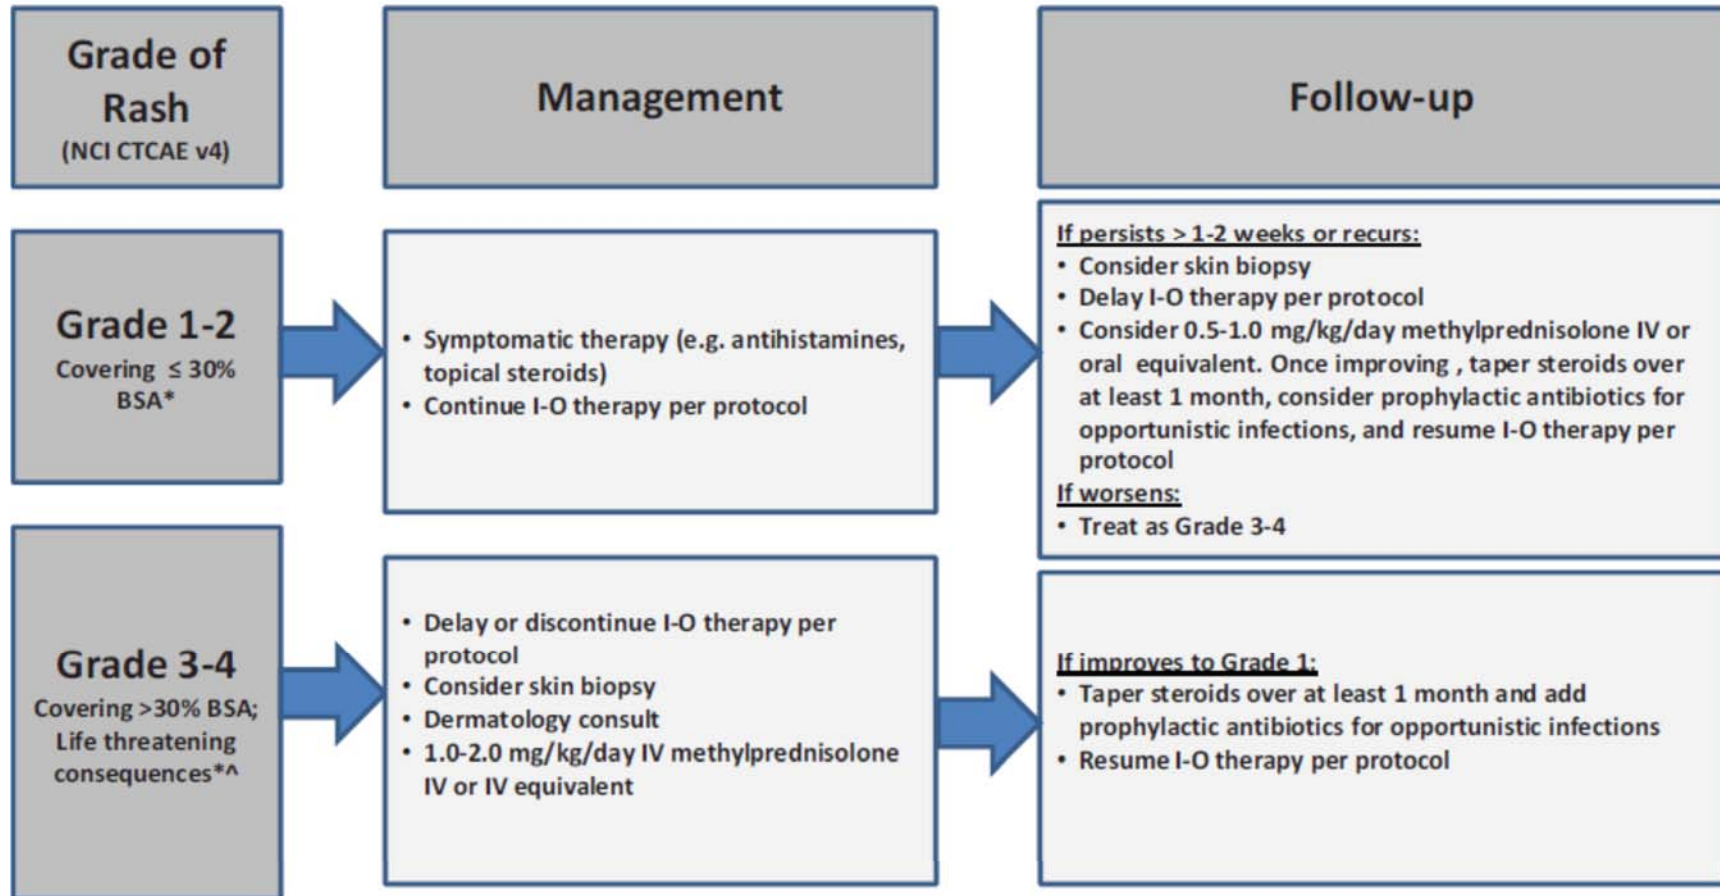 Grade of
Rash
(NCI CTCAE v4)
Management
Follow-up
Grade 1-2
Covering ≤ 30%
BSA*
• Symptomatic therapy (e.g. antihistamines,
topical steroids)
• Continue I-O therapy per protocol
If persists > 1-2 weeks or recurs:
• Consider skin biopsy
• Delay I-O therapy per protocol
• Consider 0.5-1.0 mg/kg/day methylprednisolone IV or
oral equivalent. Once improving , taper steroids over
at least 1 month, consider prophylactic antibiotics for
opportunistic infections, and resume I-O therapy per
protocol
If worsens:
• Treat as Grade 3-4
Grade 3-4
Covering >30% BSA;
Life threatening
consequences*^
• Delay or discontinue I-O therapy per
protocol
• Consider skin biopsy
• Dermatology consult
• 1.0-2.0 mg/kg/day IV methylprednisolone
IV or IV equivalent
If improves to Grade 1:
• Taper steroids over at least 1 month and add
prophylactic antibiotics for opportunistic infections
• Resume I-O therapy per protocol